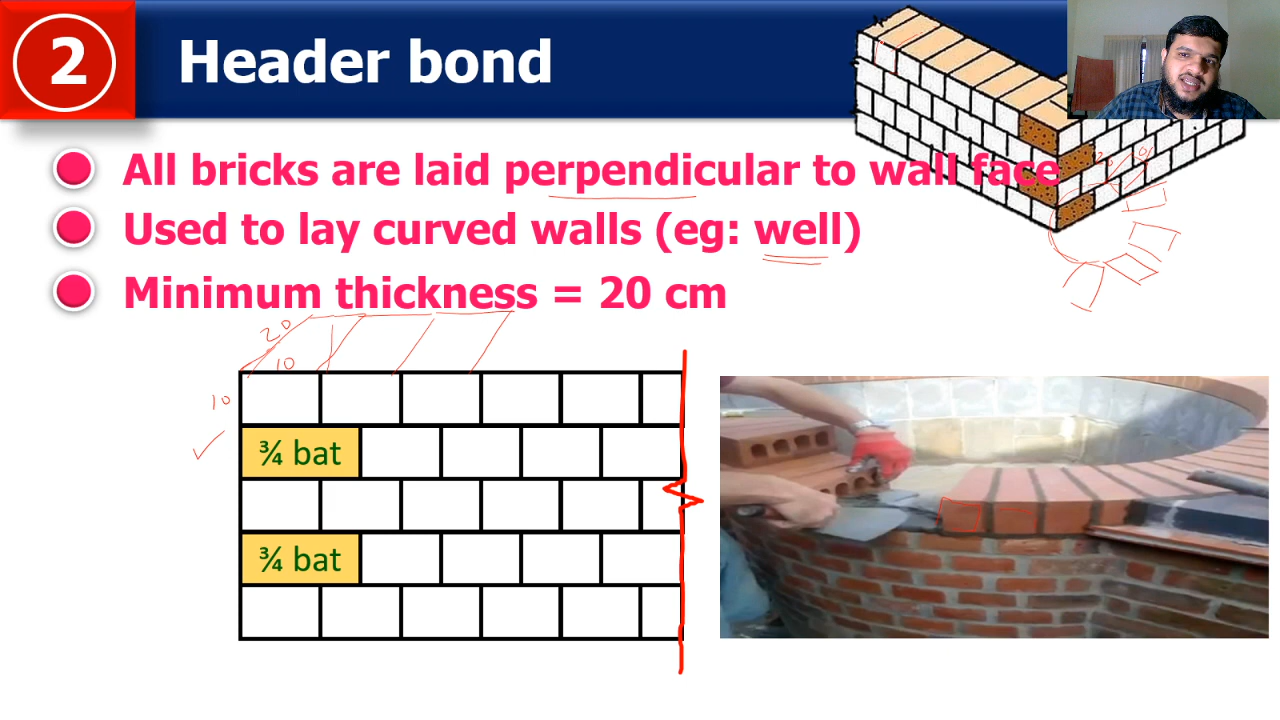 2
Header bond
All bricks are laid perpendicular to wall face
Used to lay curved walls (eg: well)
Minimum thickness = 20 cm
20
10
10
¾ bat
¾ bat